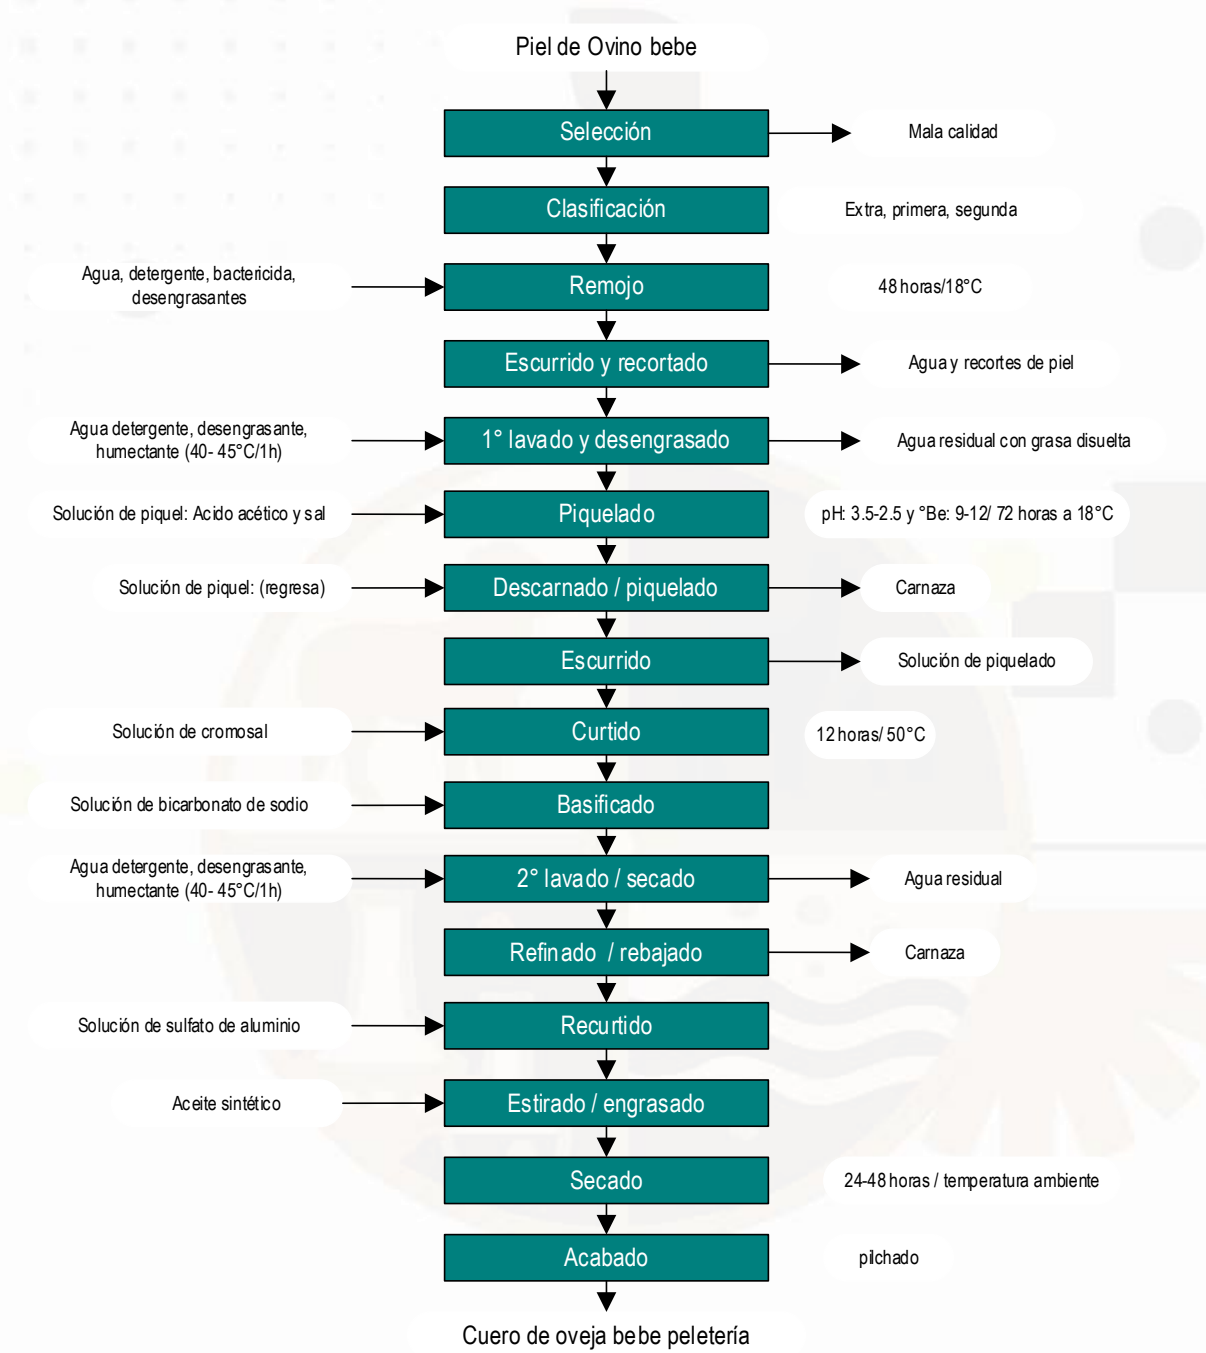 Piel de Ovino bebe
Selección
Mala calidad
Clasificación
Extra, primera, segunda
Agua, detergente, bactericida,
desengrasantes
Remojo
48 horas/18°C
Escurrido y recortado
Agua y recortes de piel
Agua detergente, desengrasante,
humectante (40- 45°C/1h)
1° lavado y desengrasado
Agua residual con grasa disuelta
Solución de piquel: Acido acético y sal
Piquelado
pH: 3.5-2.5 y °Be: 9-12/ 72 horas a 18°C
Solución de piquel: (regresa)
Descarnado / piquelado
Carnaza
Escurrido
Solución de piquelado
Solución de cromosal
Curtido
12 horas/ 50°C
Solución de bicarbonato de sodio
Basificado
Agua detergente, desengrasante,
humectante (40- 45°C/1h)
2° lavado / secado
Agua residual
Refinado / rebajado
Carnaza
Solución de sulfato de aluminio
Recurtido
Aceite sintético
Estirado / engrasado
Secado
24-48 horas / temperatura ambiente
Acabado
pilchado
Cuero de oveja bebe peletería